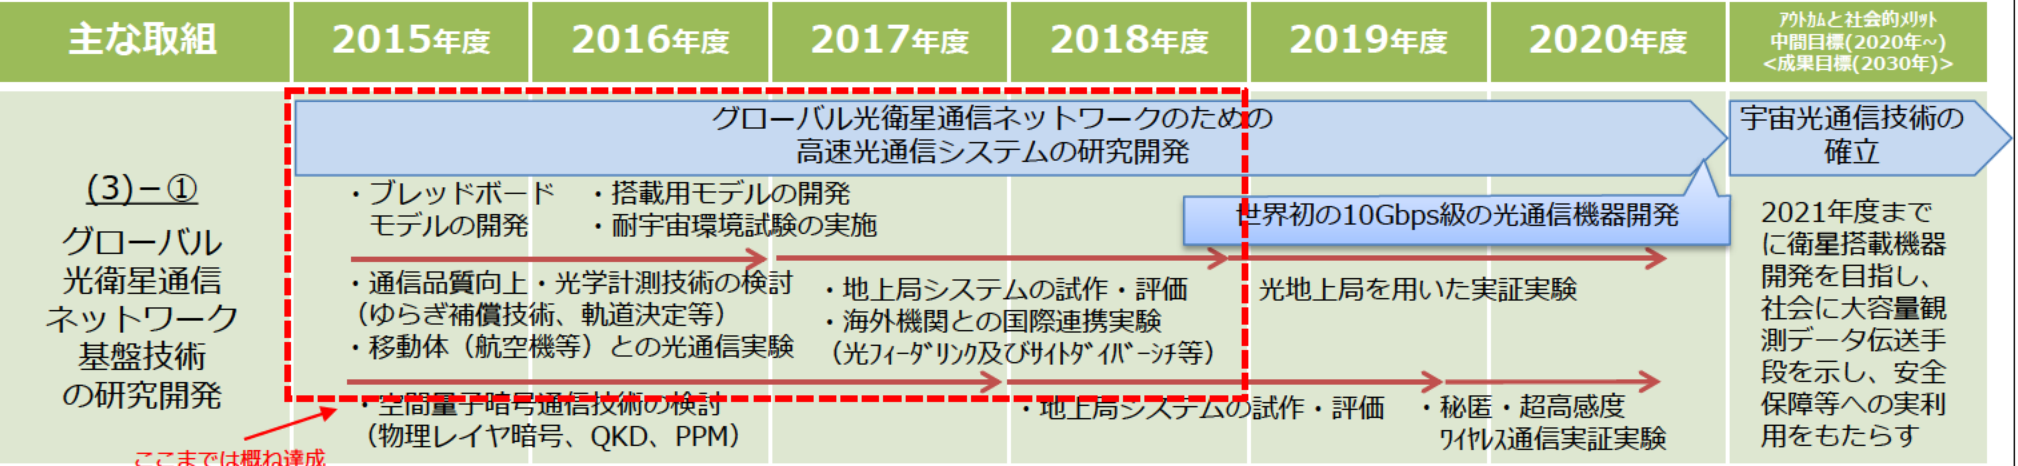 主な取組
2015年度
2016年度
2017年度
2018年度
2019年度
2020年度
ｱｳﾄｶﾑと社会的ﾒﾘｯﾄ
中間目標(2020年~)
<成果目標(2030年)>
(3)－①
グローバル
光衛星通信
ネットワーク
基盤技術
の研究開発
グローバル光衛星通信ネットワークのための
高速光通信システムの研究開発
・ブレッドボード
モデルの開発
・搭載用モデルの開発
・耐宇宙環境試験の実施
世界初の10Gbps級の光通信機器開発
・通信品質向上・光学計測技術の検討
（ゆらぎ補償技術、軌道決定等）
・移動体（航空機等）との光通信実験
・地上局システムの試作・評価
・海外機関との国際連携実験
（光ﾌｨｰﾀﾞﾘﾝｸ及びｻｲﾄﾀﾞｲﾊﾞｰｼﾁ等）
光地上局を用いた実証実験
・空間量子暗号通信技術の検討
（物理レイヤ暗号、QKD、PPM）
・地上局システムの試作・評価
・秘匿・超高感度
ﾜｲﾔﾚｽ通信実証実験
宇宙光通信技術の
確立
2021年度まで
に衛星搭載機器
開発を目指し、
社会に大容量観
測データ伝送手
段を示し、安全
保障等への実利
用をもたらす
ここまでは概ね達成